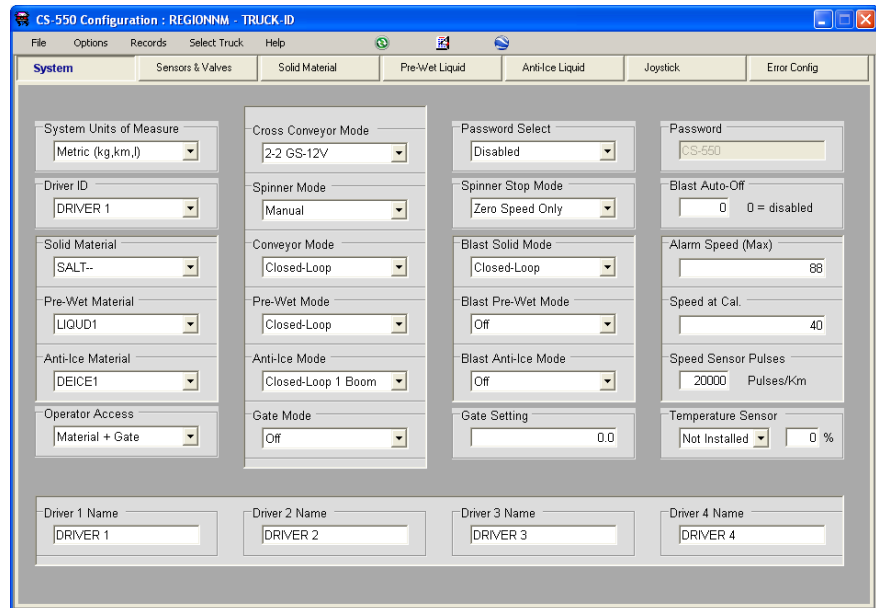 CS-550 Configuration : REGIONNM - TRUCK-ID
File Options Records Select Truck Help
System Sensors & Valves Solid Material Pre-Wet Liquid Anti-Ice Liquid Joystick Error Config
System Units of Measure Cross Conveyor Mode Password Select Password
Metric (kg,km,l) 2-2 GS-12V Disabled CS-550
Driver ID Spinner Mode Spinner Stop Mode Blast Auto-Off
DRIVER 1 Manual Zero Speed Only 0 0 = disabled
Solid Material Conveyor Mode Blast Solid Mode Alarm Speed (Max)
SALT-- Closed-Loop Closed-Loop 88
Pre-Wet Material Pre-Wet Mode Blast Pre-Wet Mode Speed at Cal.
LIQUD1 Closed-Loop Off 40
Anti-Ice Material Anti-Ice Mode Blast Anti-Ice Mode Speed Sensor Pulses
DEICE1 Closed-Loop 1 Boom Off 20000 Pulses/Km
Operator Access Gate Mode Gate Setting Temperature Sensor
Material + Gate Off 0.0 Not Installed 0 %
Driver 1 Name Driver 2 Name Driver 3 Name Driver 4 Name
DRIVER 1 DRIVER 2 DRIVER 3 DRIVER 4